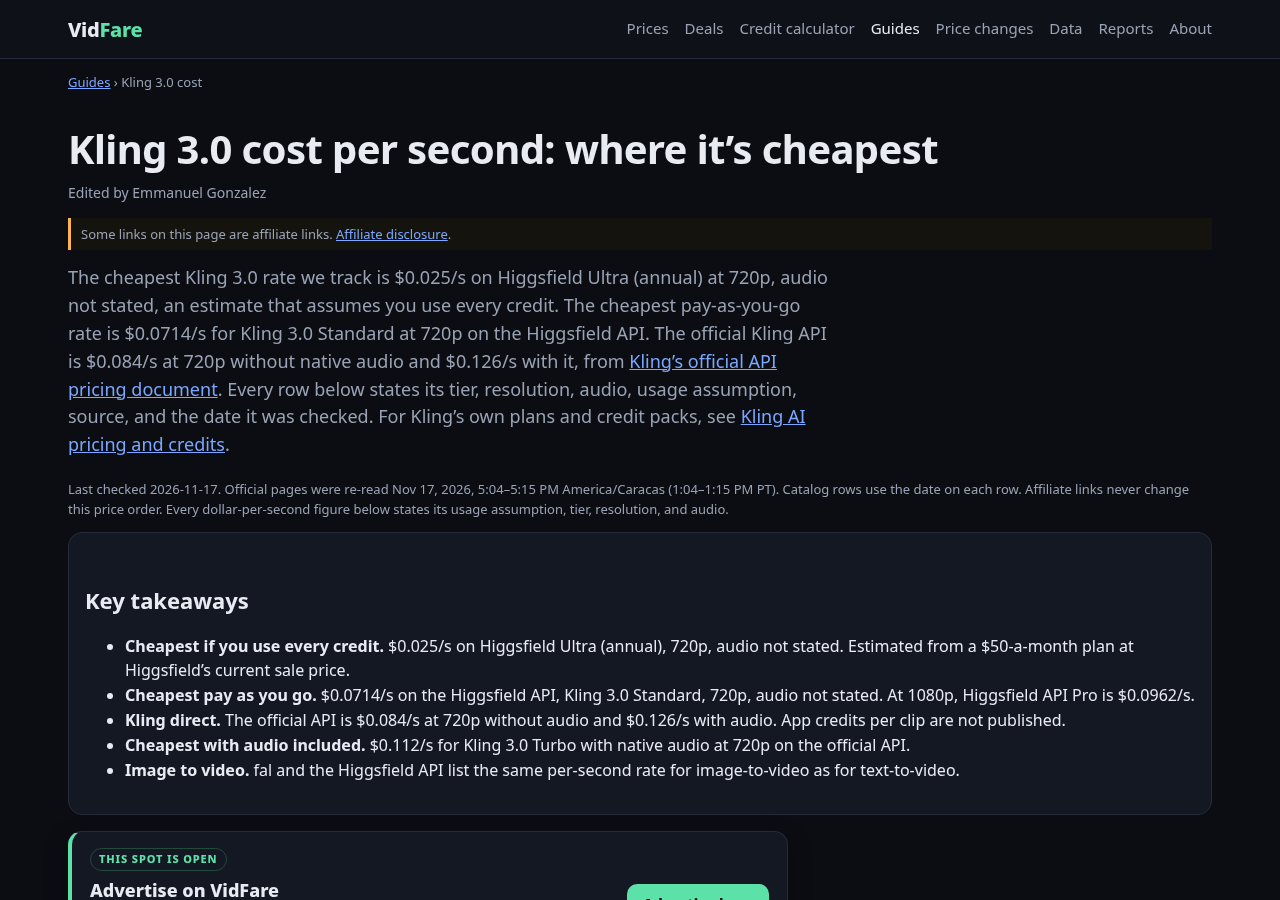 VidFare
Prices Deals Credit calculator Guides Price changes Data Reports About
Guides › Kling 3.0 cost
Kling 3.0 cost per second: where it’s cheapest
Edited by Emmanuel Gonzalez
Some links on this page are affiliate links. Affiliate disclosure.
The cheapest Kling 3.0 rate we track is $0.025/s on Higgsfield Ultra (annual) at 720p, audio
not stated, an estimate that assumes you use every credit. The cheapest pay-as-you-go
rate is $0.0714/s for Kling 3.0 Standard at 720p on the Higgsfield API. The official Kling API
is $0.084/s at 720p without native audio and $0.126/s with it, from Kling’s official API
pricing document. Every row below states its tier, resolution, audio, usage assumption,
source, and the date it was checked. For Kling’s own plans and credit packs, see Kling AI
pricing and credits.
Last checked 2026-11-17. Official pages were re-read Nov 17, 2026, 5:04–5:15 PM America/Caracas (1:04–1:15 PM PT). Catalog rows use the date on each row. Affiliate links never change
this price order. Every dollar-per-second figure below states its usage assumption, tier, resolution, and audio.
Key takeaways
• Cheapest if you use every credit. $0.025/s on Higgsfield Ultra (annual), 720p, audio not stated. Estimated from a $50-a-month plan at
Higgsfield’s current sale price.
• Cheapest pay as you go. $0.0714/s on the Higgsfield API, Kling 3.0 Standard, 720p, audio not stated. At 1080p, Higgsfield API Pro is $0.0962/s.
• Kling direct. The official API is $0.084/s at 720p without audio and $0.126/s with audio. App credits per clip are not published.
• Cheapest with audio included. $0.112/s for Kling 3.0 Turbo with native audio at 720p on the official API.
• Image to video. fal and the Higgsfield API list the same per-second rate for image-to-video as for text-to-video.
THIS SPOT IS OPEN
Advertise on VidFare